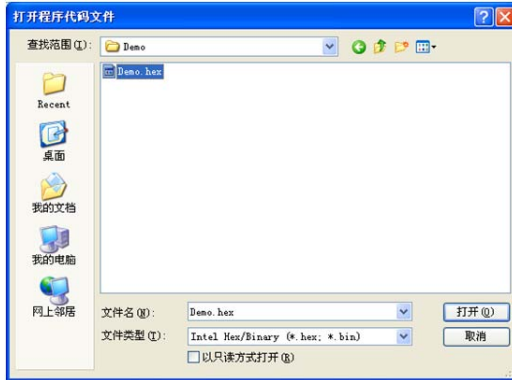 打开程序代码文件
查找范围(I):
Demo
Demo.hex
Recent
桌面
我的文档
我的电脑
网上邻居
文件名(N):
Demo.hex
打开(O)
文件类型(T):
Intel Hex/Binary (*.hex; *.bin)
取消
以只读方式打开(R)